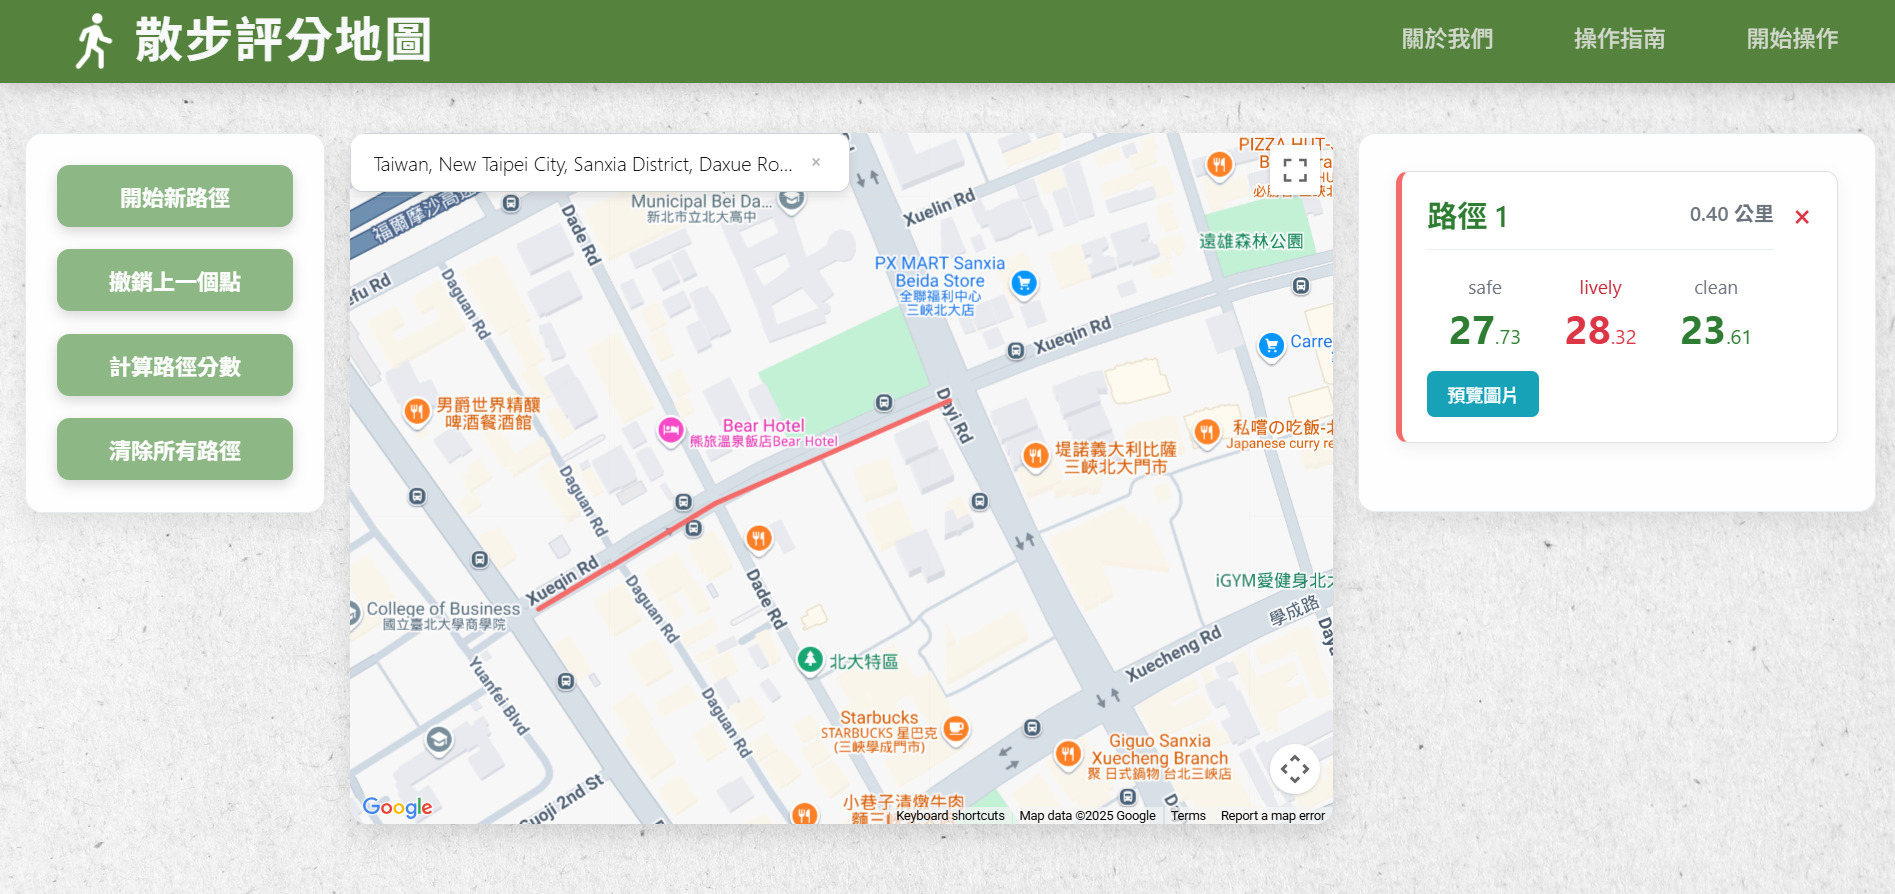 散步評分地圖
關於我們
操作指南
開始操作
開始新路徑
撤銷上一個點
計算路徑分數
清除所有路徑
Taiwan, New Taipei City, Sanxia District, Daxue Ro...
×
福爾摩沙高速
Municipal Bei Da...
新北市立北大高中
Dade Rd
Xuelin Rd
PIZZA HUT-
必勝
遠雄森林公園
PX MART Sanxia
Beida Store
全聯福利中心
三峽北大店
efu Rd
Daguan Rd
Xueqin Rd
Carre
男爵世界精釀
啤酒餐酒館
Bear Hotel
熊旅溫泉飯店Bear Hotel
Dayi Rd
私嚐の吃飯-北
Japanese curry re
堤諾義大利比薩
三峽北大門市
Daguan Rd
Xueqin Rd
College of Business
國立臺北大學商學院
Daguan Rd
Dade Rd
iGYM愛健身北大
學成路
Xuecheng Rd
北大特區
Yuanfei Blvd
Daguan Rd
Starbucks
STARBUCKS 星巴克
(三峽學成門市)
Giguo Sanxia
Xuecheng Branch
聚 日式鍋物 台北三峽店
Guoji 2nd St
小巷子清燉牛肉
Google
Keyboard shortcuts
Map data ©2025 Google
Terms
Report a map error
路徑 1
0.40 公里
×
safe
lively
clean
27.73
28.32
23.61
預覽圖片